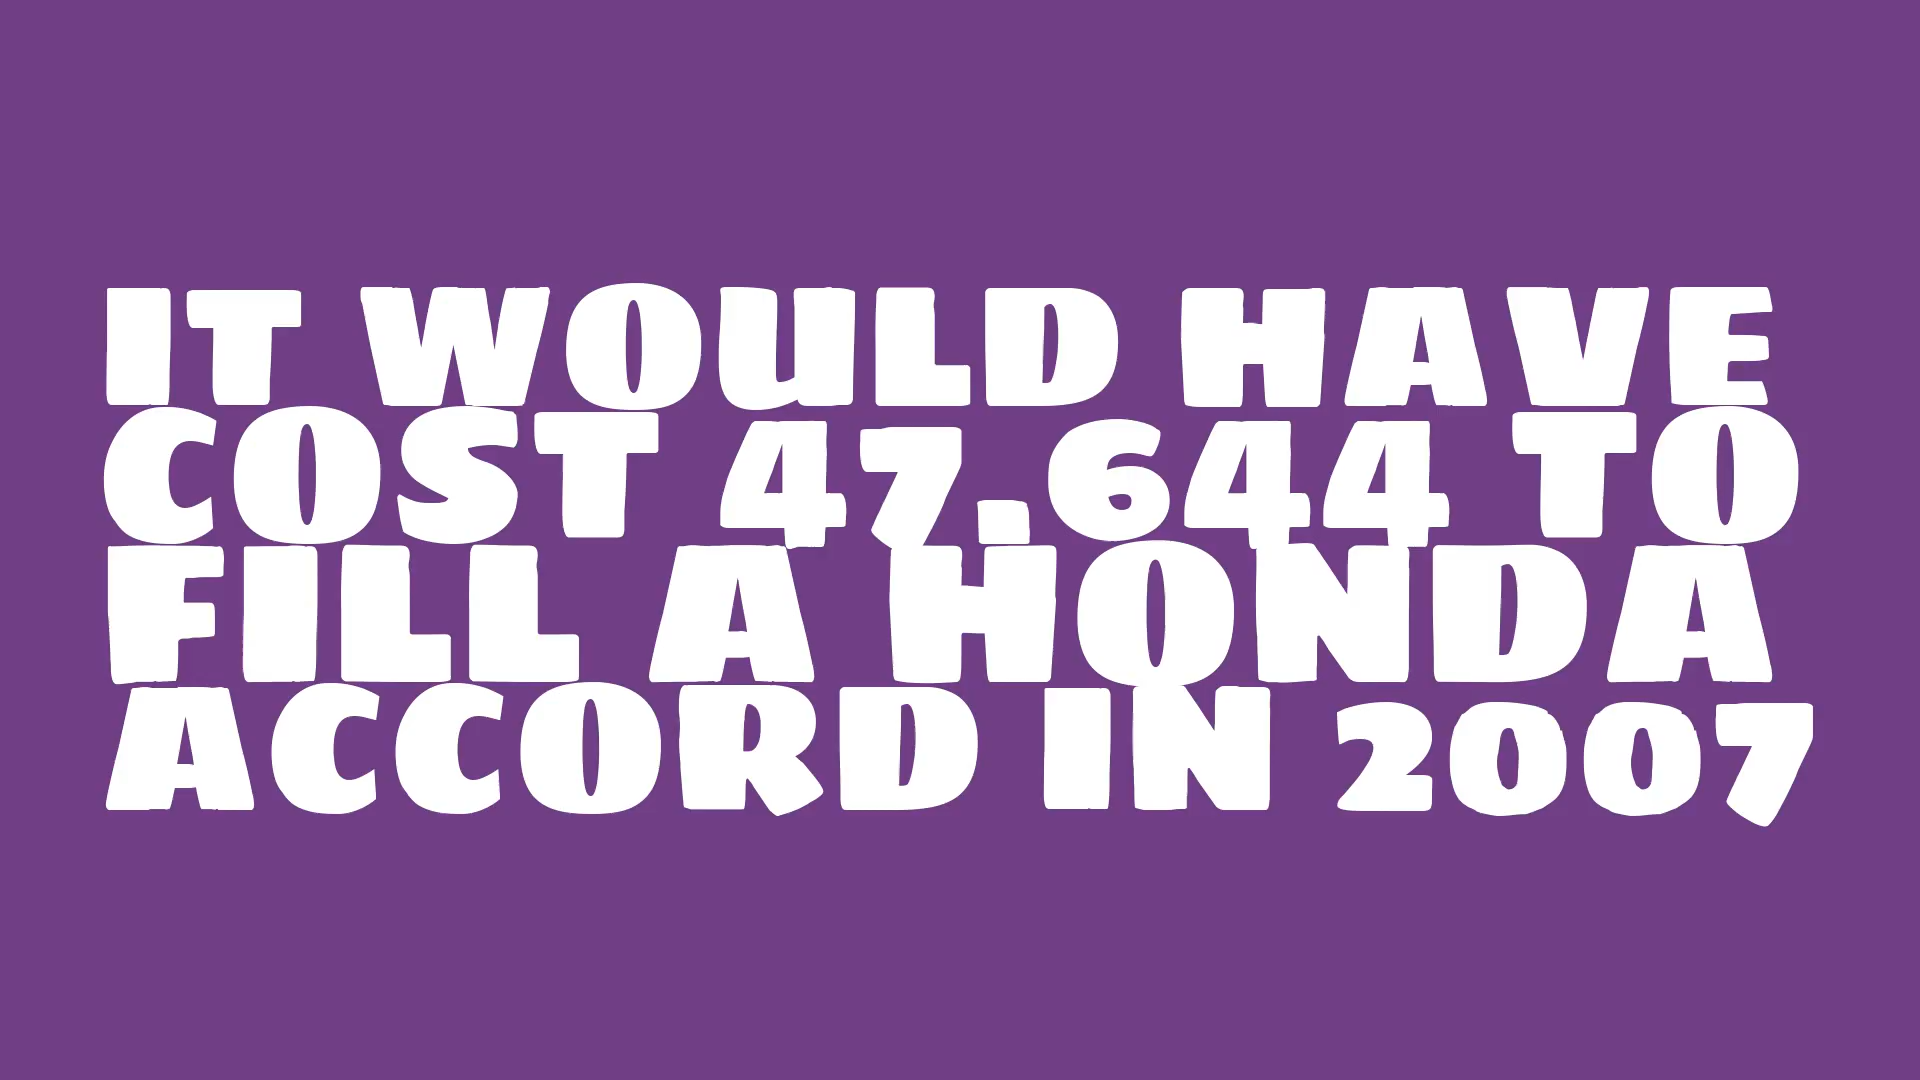 IT WOULD HAVE
COST 47.644 TO
FILL A HONDA
ACCORD IN 2007